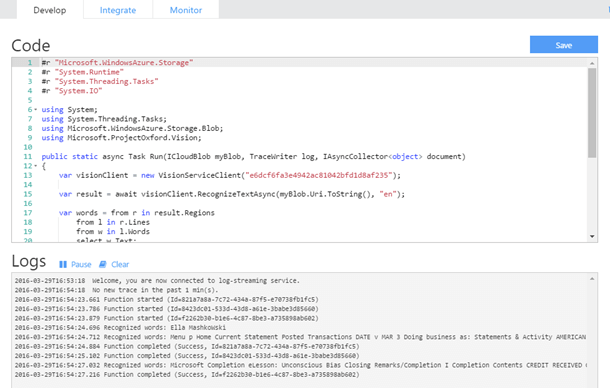 Develop
Integrate
Monitor
Code
Save
1 #r "Microsoft.WindowsAzure.Storage"
2 #r "System.Runtime"
3 #r "System.Threading.Tasks"
4 #r "System.IO"
5
6 using System;
7 using System.Threading.Tasks;
8 using Microsoft.WindowsAzure.Storage.Blob;
9 using Microsoft.ProjectOxford.Vision;
10
11 public static async Task Run(ICloudBlob myBlob, TraceWriter log, IAsyncCollector<object> document)
12 {
13 var visionClient = new VisionServiceClient("e6dcf6fa3e4942ac81042bfd1d8af235");
14
15 var result = await visionClient.RecognizeTextAsync(myBlob.Uri.ToString(), "en");
16
17 var words = from r in result.Regions
18 from l in r.Lines
19 from w in l.Words
20 select w.Text;
Logs
Pause
Clear
2016-03-29T16:53:18 Welcome, you are now connected to log-streaming service.
2016-03-29T16:54:18 No new trace in the past 1 min(s).
2016-03-29T16:54:23.661 Function started (Id=821a7a8a-7c72-434a-87f5-e70738fb1fc5)
2016-03-29T16:54:23.786 Function started (Id=8423dc01-533d-43d8-a61e-3babe3d85660)
2016-03-29T16:54:23.879 Function started (Id=f2262b30-b1e6-4c87-8be3-a735898ab602)
2016-03-29T16:54:24.696 Recognized words: Ella Mashkowski
2016-03-29T16:54:24.712 Recognized words: Menu p Home Current Statement Posted Transactions DATE v MAR 3 Doing business as: Statements & Activity AMERICAN
2016-03-29T16:54:24.884 Function completed (Success, Id=821a7a8a-7c72-434a-87f5-e70738fb1fc5)
2016-03-29T16:54:25.102 Function completed (Success, Id=8423dc01-533d-43d8-a61e-3babe3d85660)
2016-03-29T16:54:27.032 Recognized words: Microsoft Completion eLesson: Unconscious Bias Closing Remarks/Completion I Completion Contents CREDIT RECEIVED
2016-03-29T16:54:27.216 Function completed (Success, Id=f2262b30-b1e6-4c87-8be3-a735898ab602)